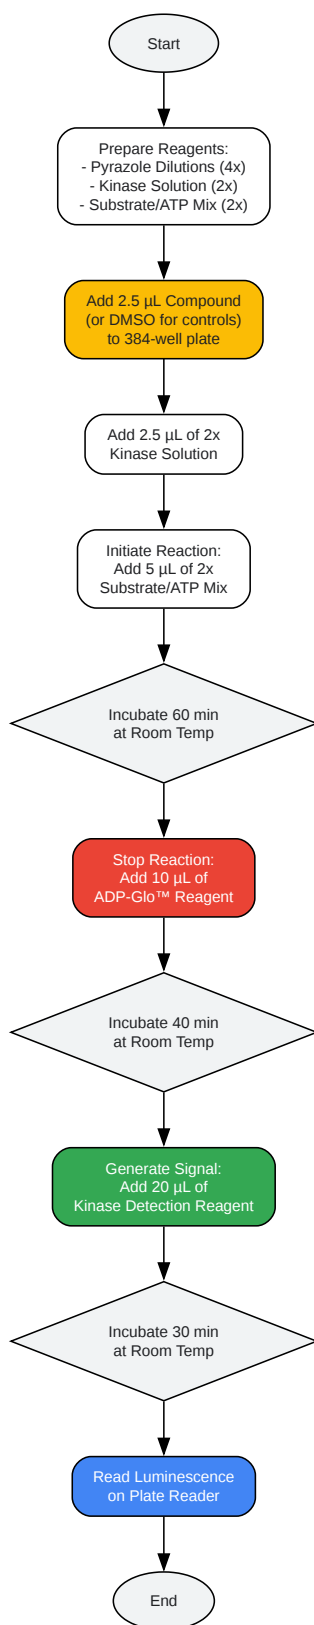 Start
Prepare Reagents:
- Pyrazole Dilutions (4x)
- Kinase Solution (2x)
- Substrate/ATP Mix (2x)
Add 2.5 µL Compound
(or DMSO for controls)
to 384-well plate
Add 2.5 µL of 2x
Kinase Solution
Initiate Reaction:
Add 5 µL of 2x
Substrate/ATP Mix
Incubate 60 min
at Room Temp
Stop Reaction:
Add 10 µL of
ADP-Glo™ Reagent
Incubate 40 min
at Room Temp
Generate Signal:
Add 20 µL of
Kinase Detection Reagent
Incubate 30 min
at Room Temp
Read Luminescence
on Plate Reader
End